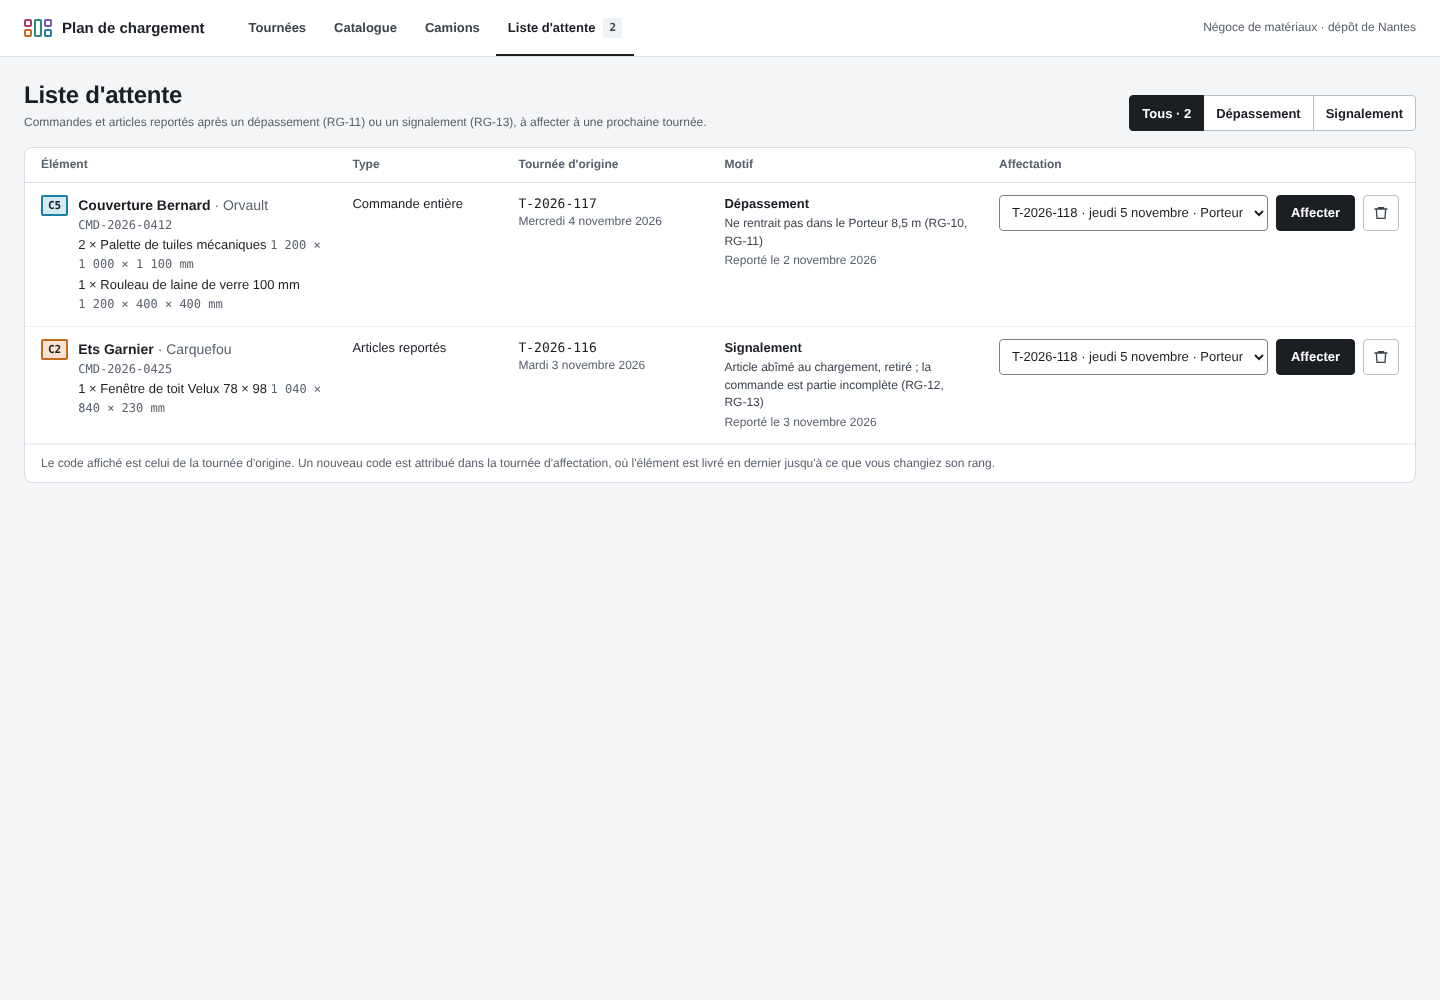 Plan de chargement
Tournées
Catalogue
Camions
Liste d'attente 2
Négoce de matériaux · dépôt de Nantes
Liste d'attente
Commandes et articles reportés après un dépassement (RG-11) ou un signalement (RG-13), à affecter à une prochaine tournée.
Tous · 2
Dépassement
Signalement
Élément
Type
Tournée d'origine
Motif
Affectation
C5
Couverture Bernard · Orvault
CMD-2026-0412
2 × Palette de tuiles mécaniques 1 200 ×
1 000 × 1 100 mm
1 × Rouleau de laine de verre 100 mm
1 200 × 400 × 400 mm
Commande entière
T-2026-117
Mercredi 4 novembre 2026
Dépassement
Ne rentrait pas dans le Porteur 8,5 m (RG-10,
RG-11)
Reporté le 2 novembre 2026
T-2026-118 · jeudi 5 novembre · Porteur
Affecter
C2
Ets Garnier · Carquefou
CMD-2026-0425
1 × Fenêtre de toit Velux 78 × 98 1 040 ×
840 × 230 mm
Articles reportés
T-2026-116
Mardi 3 novembre 2026
Signalement
Article abîmé au chargement, retiré ; la
commande est partie incomplète (RG-12,
RG-13)
Reporté le 3 novembre 2026
T-2026-118 · jeudi 5 novembre · Porteur
Affecter
Le code affiché est celui de la tournée d'origine. Un nouveau code est attribué dans la tournée d'affectation, où l'élément est livré en dernier jusqu'à ce que vous changiez son rang.